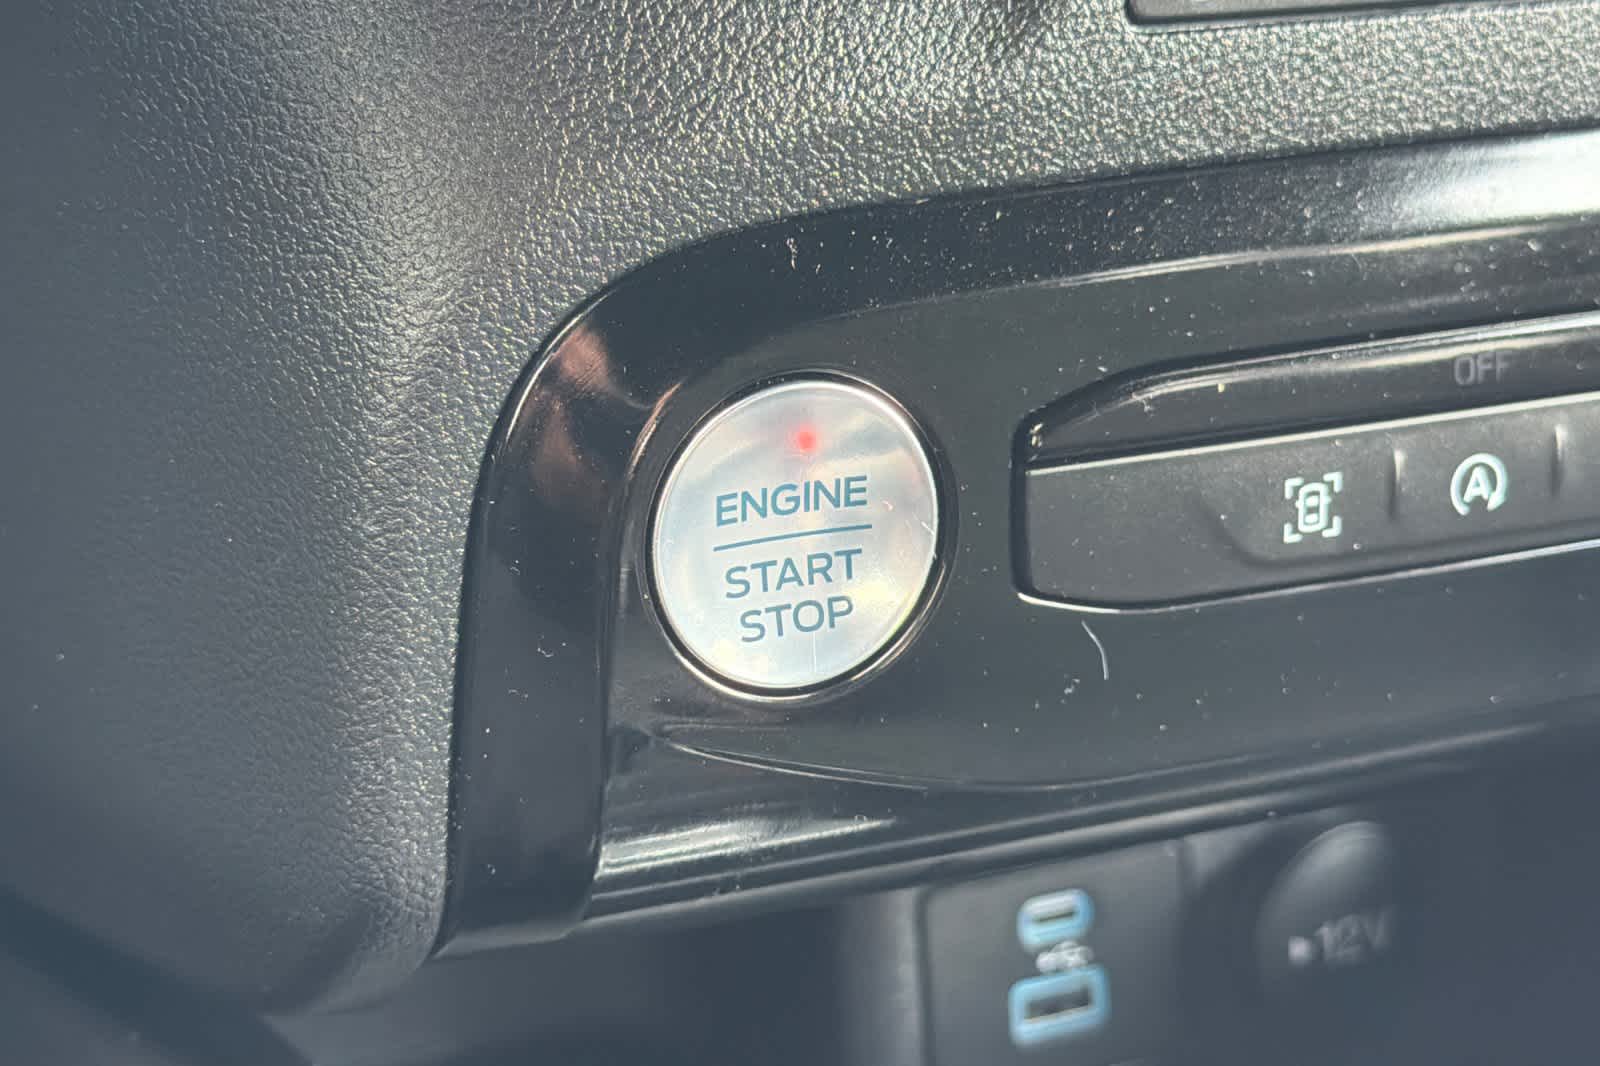 OFF
ENGINE
START
STOP
A
12V